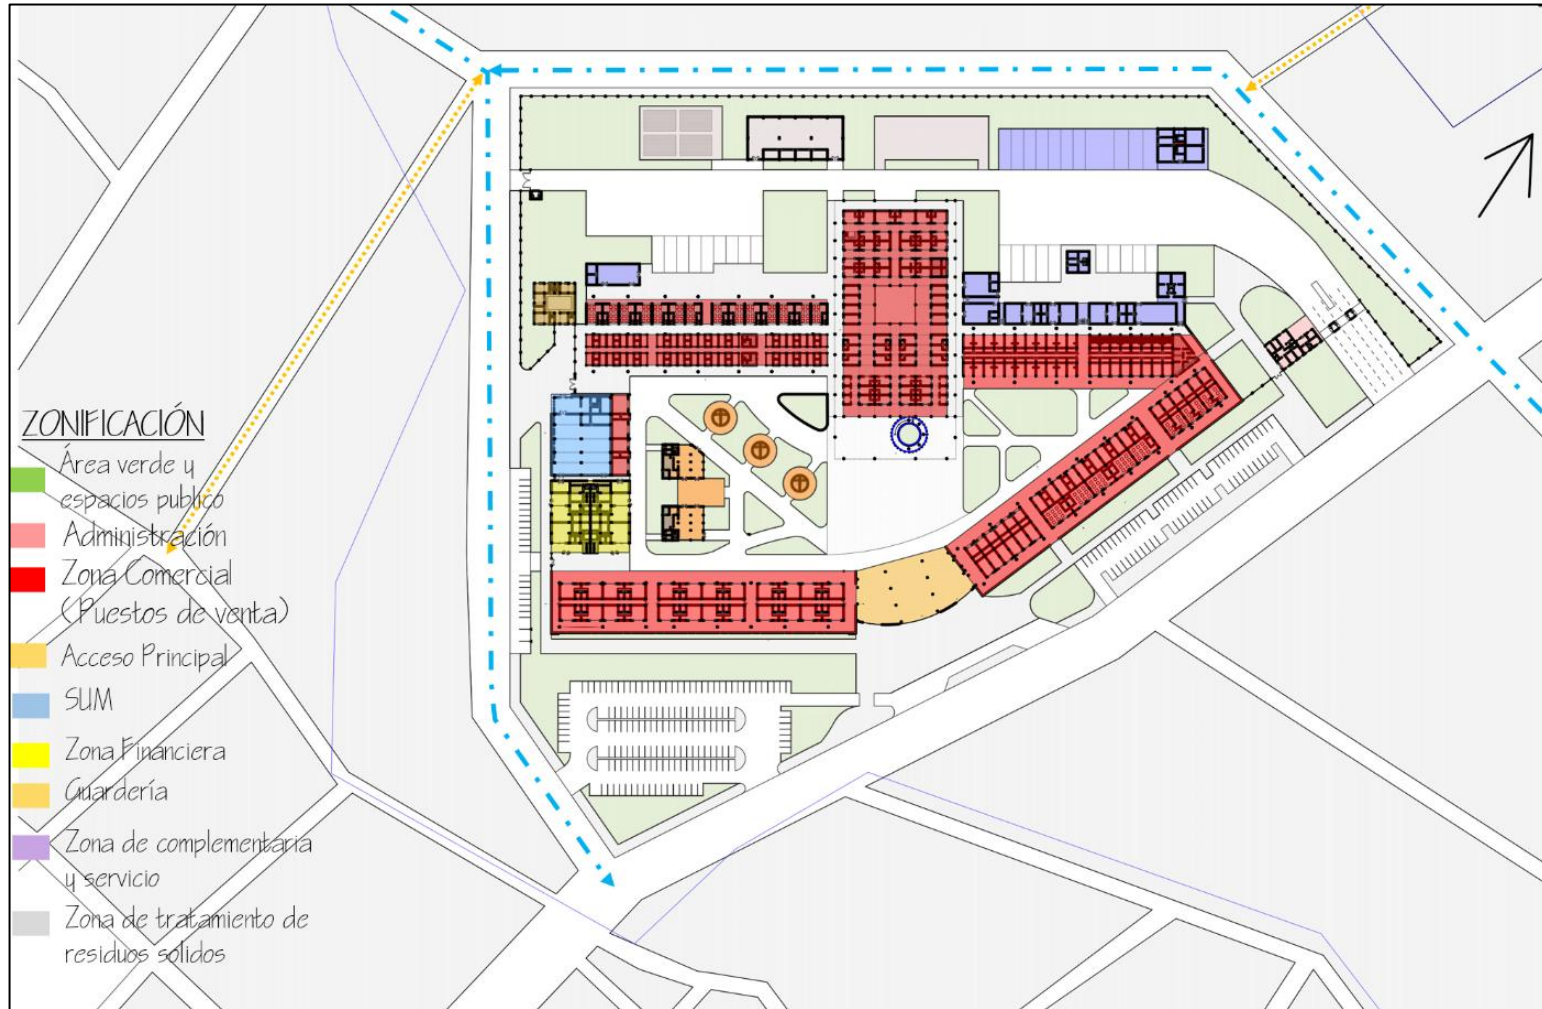 ZONIFICACIÓN
Área verde y
espacios publico
Administración
Zona Comercial
(Puestos de venta)
Acceso Principal
SUM
Zona Financiera
Guardería
Zona de complementaria
y servicio
Zona de tratamiento de
residuos sólidos